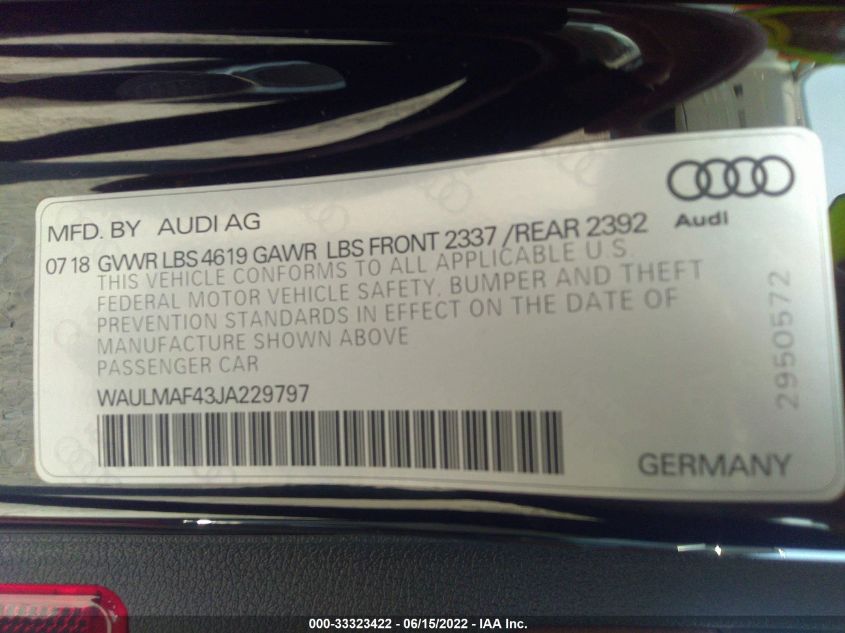 Audi
MFD. BY AUDI AG
07 18 GVWR LBS 4619 GAWR LBS FRONT 2337 /REAR 2392
THIS VEHICLE CONFORMS TO ALL APPLICABLE U.S.
FEDERAL MOTOR VEHICLE SAFETY, BUMPER AND THEFT
PREVENTION STANDARDS IN EFFECT ON THE DATE OF
MANUFACTURE SHOWN ABOVE
PASSENGER CAR
WAULMAF43JA229797
2950572
GERMANY
000-33323422 - 06/15/2022 - IAA Inc.